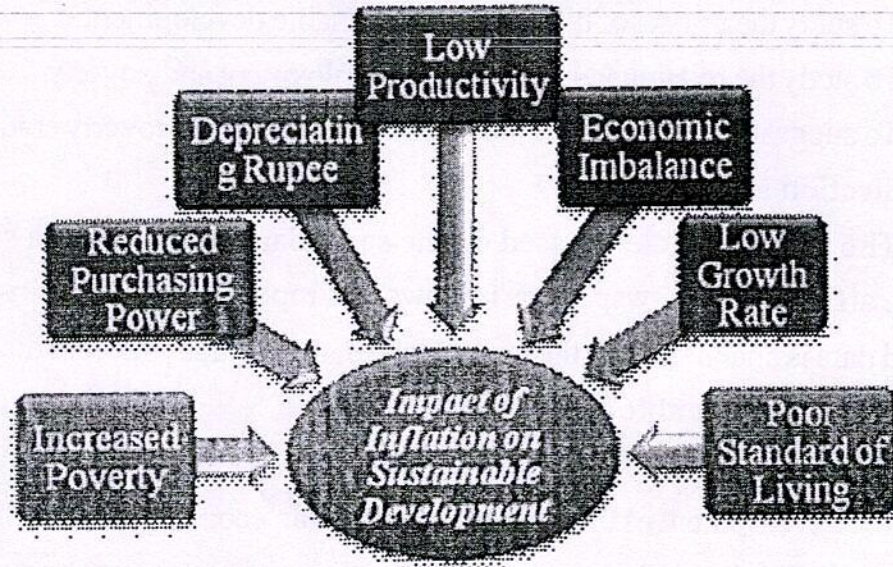 Low
Productivity
Depreciatin
g Rupee
Economic
Imbalance
Reduced
Purchasing
Power
Low
Growth
Rate
Increased
Poverty
Impact of
Inflation on
Sustainable
Development
Poor
Standard of
Living